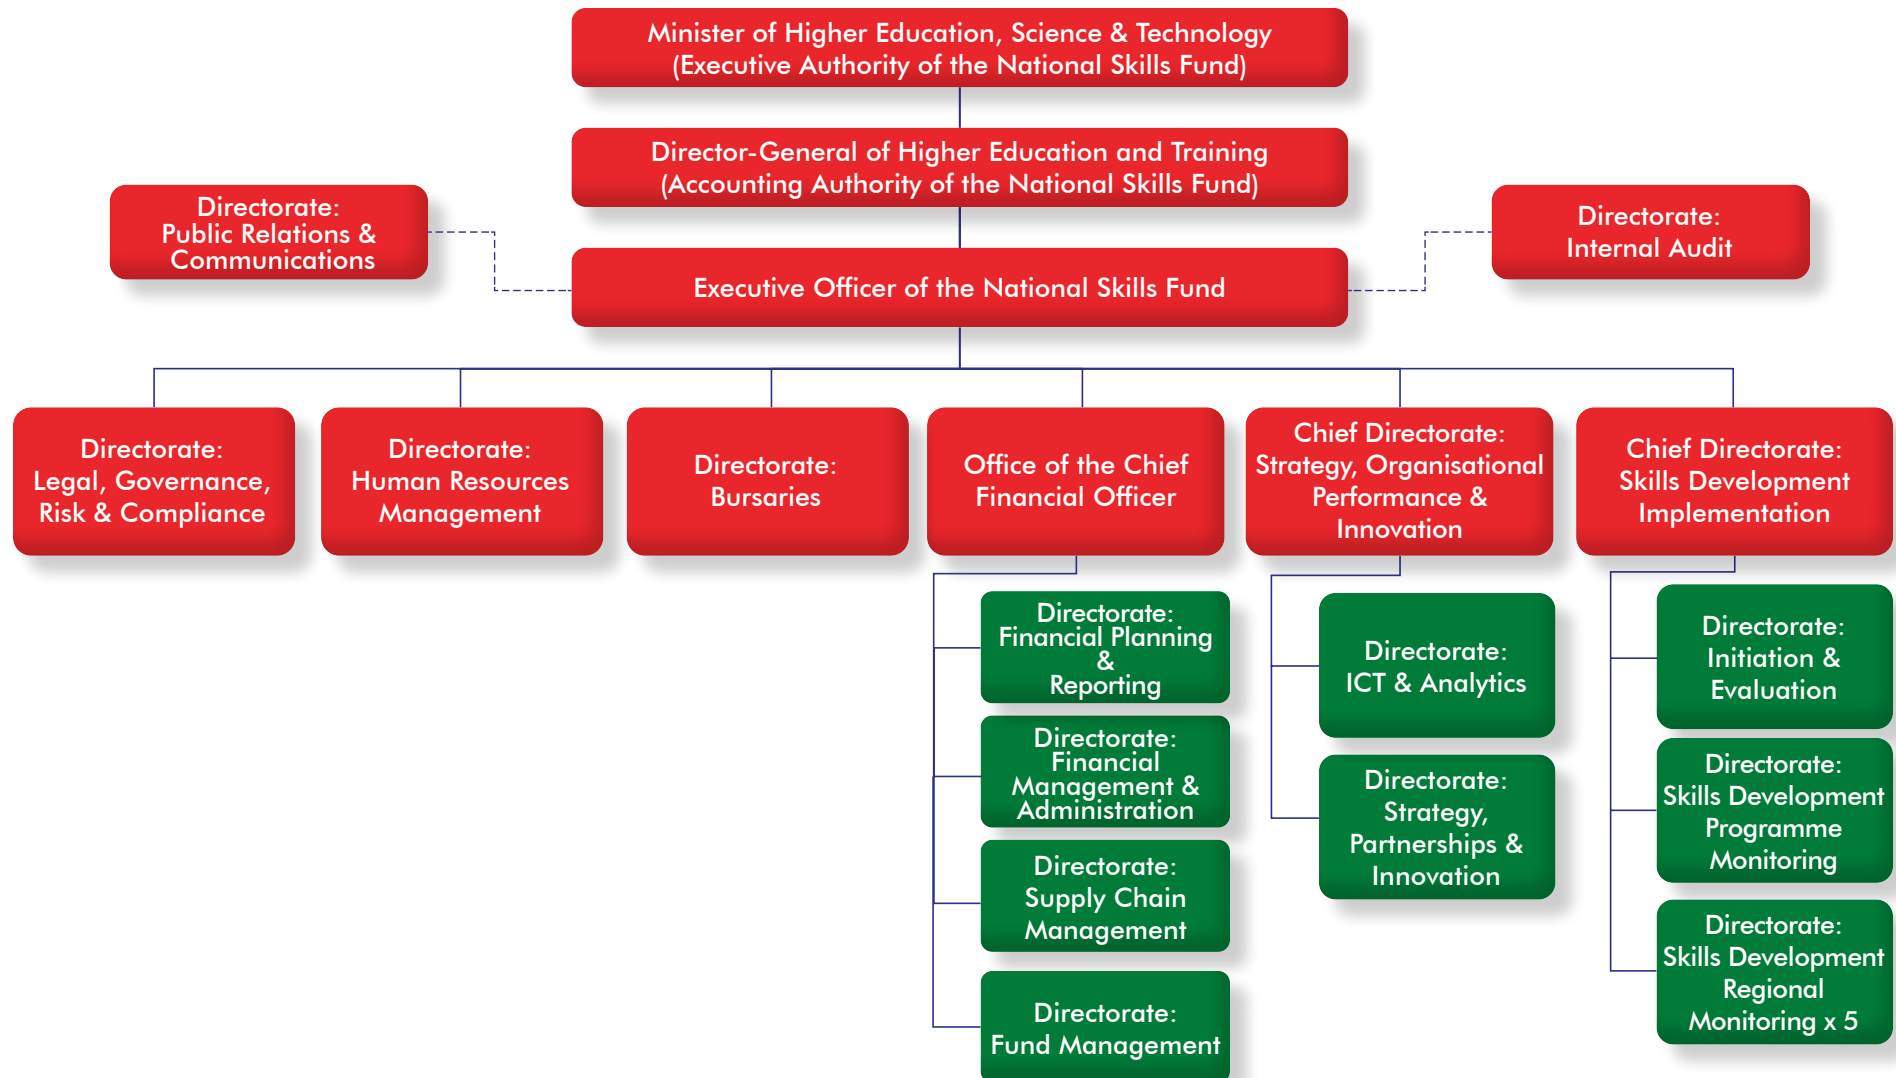 Minister of Higher Education, Science & Technology
(Executive Authority of the National Skills Fund)
Director-General of Higher Education and Training
(Accounting Authority of the National Skills Fund)
Directorate:
Public Relations &
Communications
Directorate:
Internal Audit
Executive Officer of the National Skills Fund
Directorate:
Legal, Governance,
Risk & Compliance
Directorate:
Human Resources
Management
Directorate:
Bursaries
Office of the Chief
Financial Officer
Chief Directorate:
Strategy, Organisational
Performance &
Innovation
Chief Directorate:
Skills Development
Implementation
Directorate:
Financial Planning
&
Reporting
Directorate:
Financial
Management &
Administration
Directorate:
Supply Chain
Management
Directorate:
Fund Management
Directorate:
ICT & Analytics
Directorate:
Strategy,
Partnerships &
Innovation
Directorate:
Initiation &
Evaluation
Directorate:
Skills Development
Programme
Monitoring
Directorate:
Skills Development
Regional
Monitoring x 5